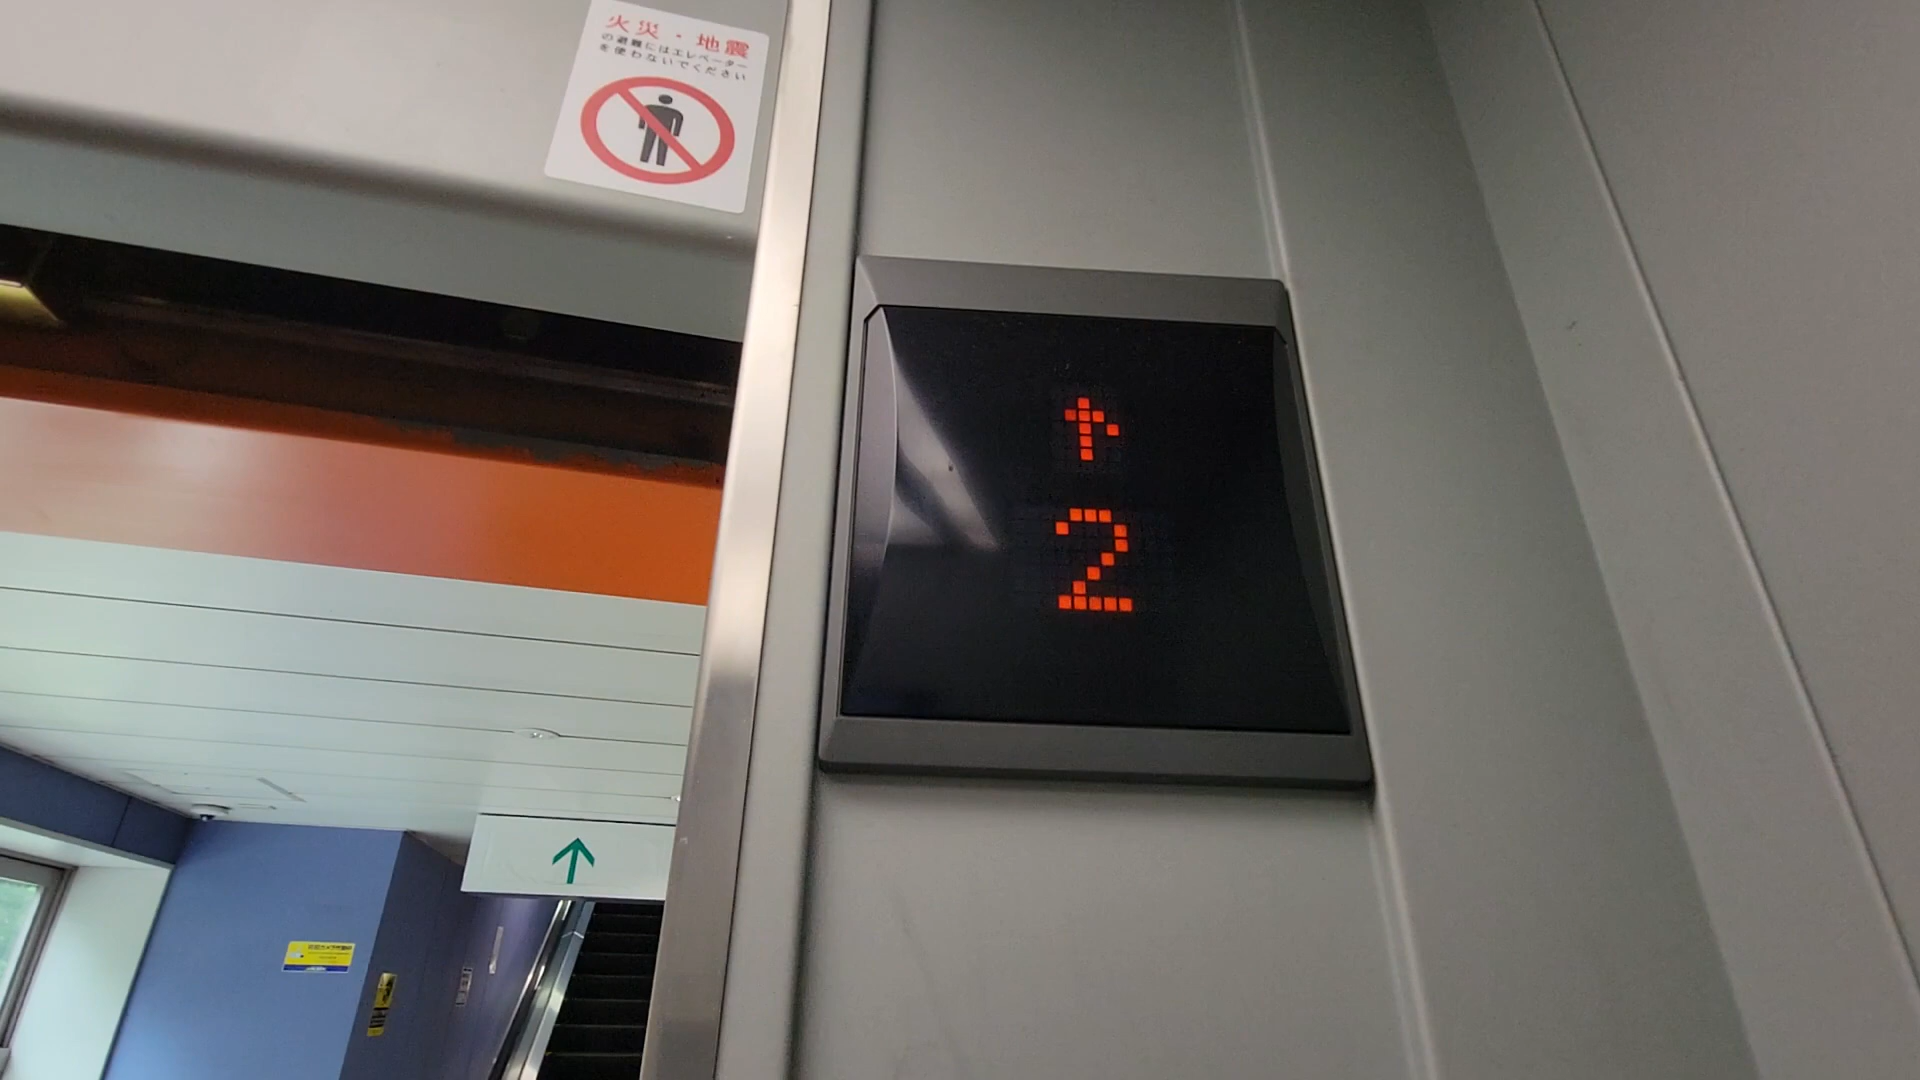 火災・地震
の避難にはエレベーター
を使わないでください
↑
2
↑